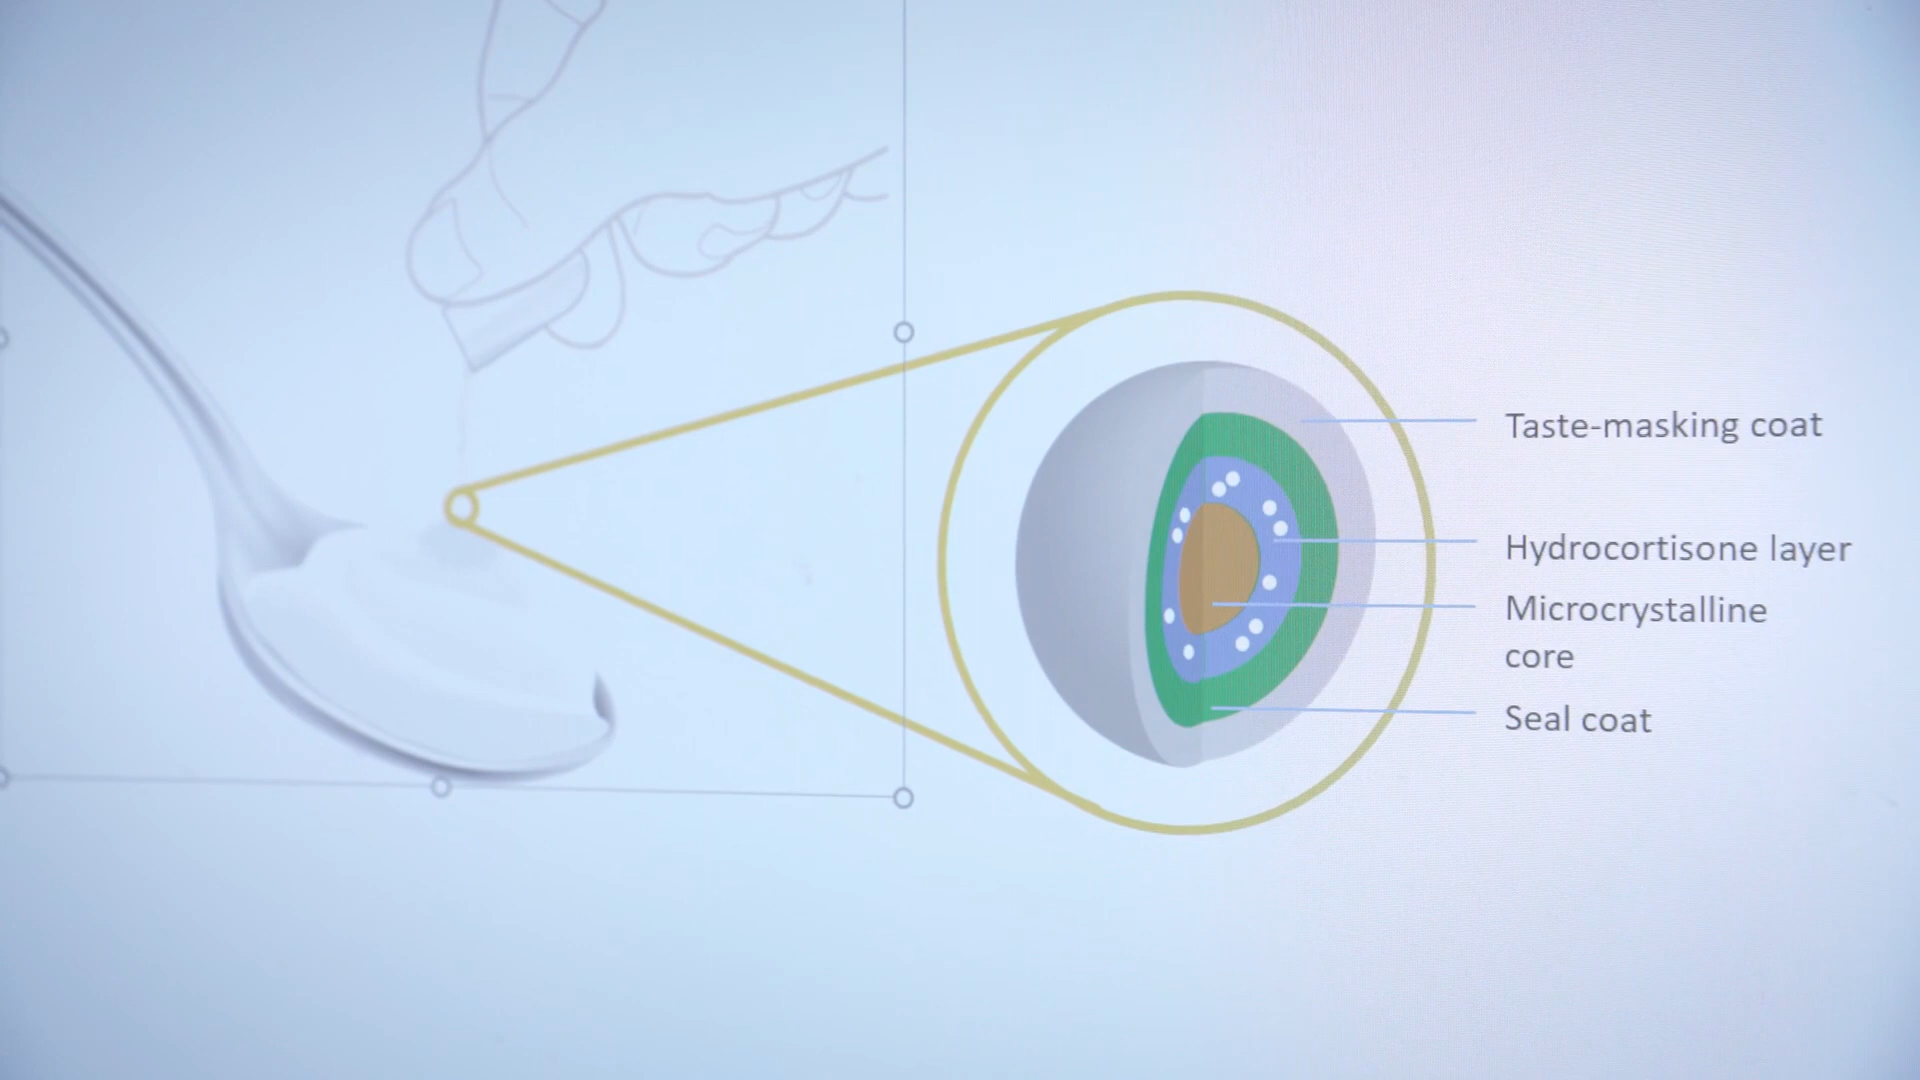 Taste-masking coat
Hydrocortisone layer
Microcrystalline
core
Seal coat